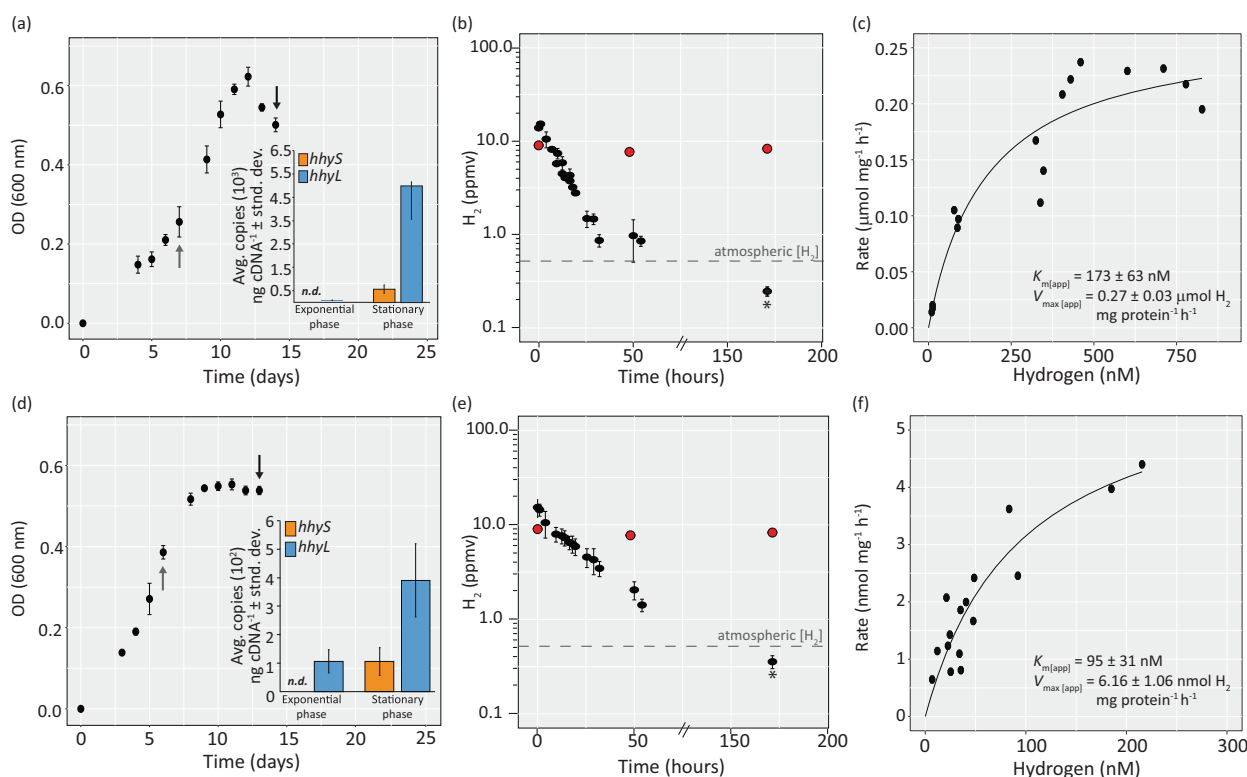 (a)
OD (600 nm)
0.6
0.4
0.2
0.0
0 5 10 15 20 25
Time (days)
Avg. copies (10³)
ng cDNA⁻¹ ± stnd. dev.
5.5
4.5
3.5
2.5
1.5
0.5
hhyS
hhyL
n.d.
Exponential
phase
Stationary
phase
(b)
H₂ (ppmv)
100.0
10.0
1.0
0.1
atmospheric [H₂]
*
0 50 150 200
Time (hours)
(c)
Rate (μmol mg⁻¹ h⁻¹)
0.25
0.20
0.15
0.10
0.05
0.00
Km[app] = 173 ± 63 nM
Vmax [app] = 0.27 ± 0.03 μmol H₂
mg protein⁻¹ h⁻¹
0 250 500 750
Hydrogen (nM)
(d)
OD (600 nm)
0.6
0.4
0.2
0.0
0 5 10 15 20 25
Time (days)
Avg. copies (10²)
ng cDNA⁻¹ ± stnd. dev.
6
5
4
3
2
1
0
hhyS
hhyL
n.d.
Exponential
phase
Stationary
phase
(e)
H₂ (ppmv)
100.0
10.0
1.0
0.1
atmospheric [H₂]
*
0 50 150 200
Time (hours)
(f)
Rate (nmol mg⁻¹ h⁻¹)
5
4
3
2
1
0
Km[app] = 95 ± 31 nM
Vmax [app] = 6.16 ± 1.06 nmol H₂
mg protein⁻¹ h⁻¹
0 100 200 300
Hydrogen (nM)